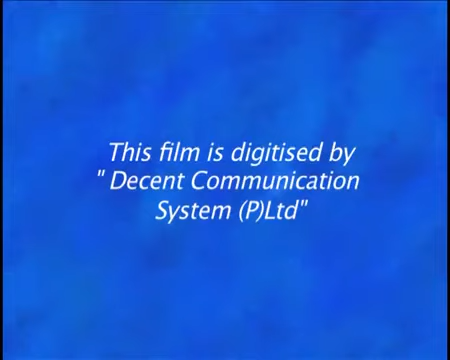 This film is digitised by
" Decent Communication
System (P)Ltd"